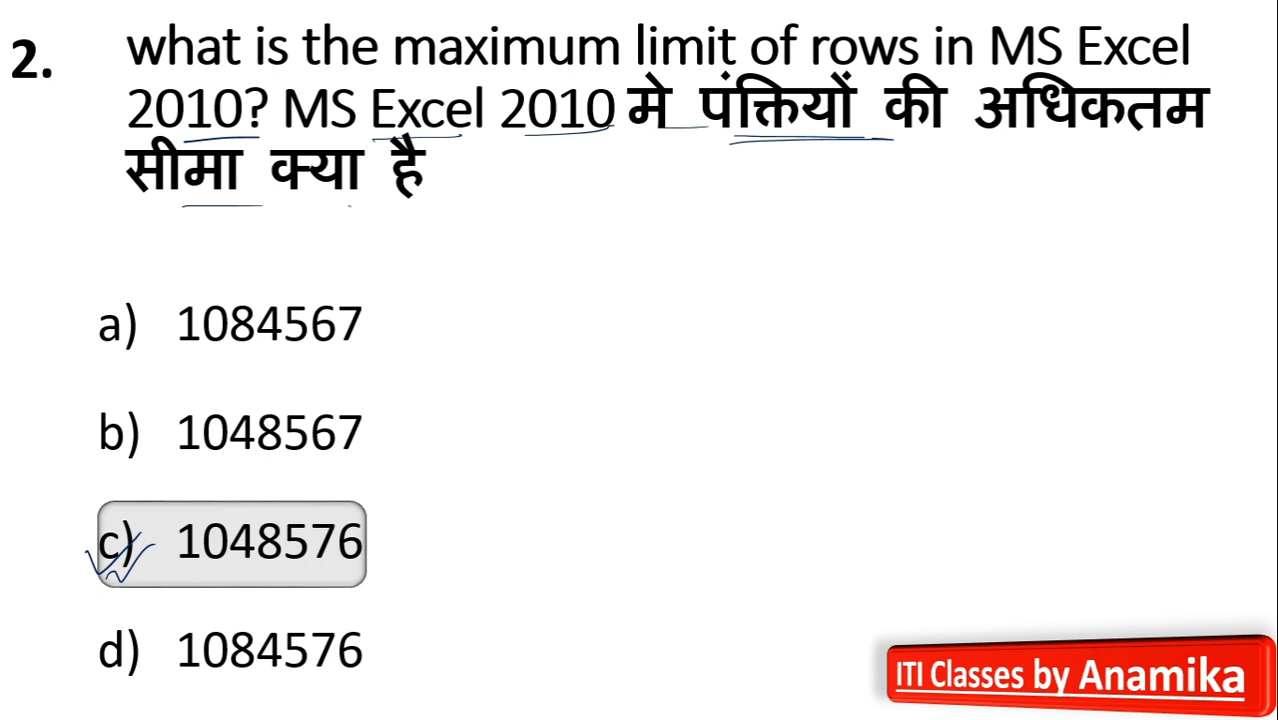 2. what is the maximum limit of rows in MS Excel
2010? MS Excel 2010 मे पंक्तियों की अधिकतम
सीमा क्या है
a) 1084567
b) 1048567
c) 1048576
d) 1084576
ITI Classes by Anamika